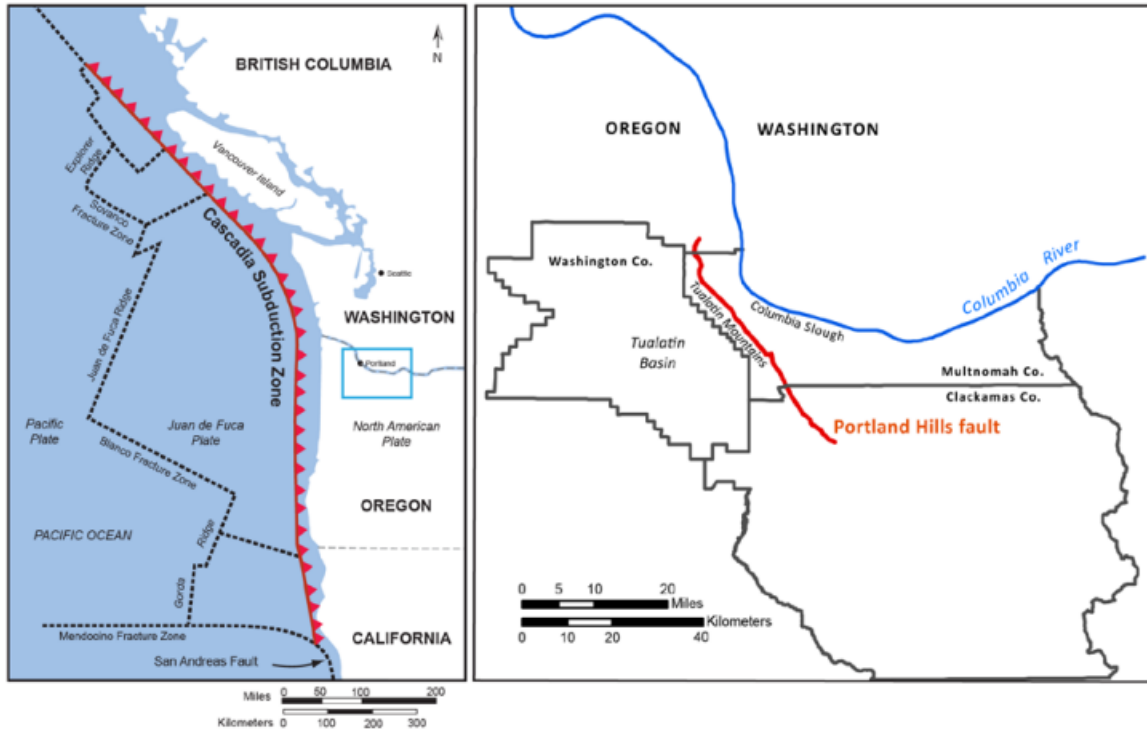 N
BRITISH COLUMBIA
Vancouver Island
Explorer
Ridge
Sovanco
Fracture Zone
Cascadia Subduction Zone
Seattle
WASHINGTON
Juan de Fuca Ridge
Portland
Pacific
Plate
Juan de Fuca
Plate
North American
Plate
Blanco Fracture Zone
OREGON
PACIFIC OCEAN
Ridge
Gorda
Mendocino Fracture Zone
CALIFORNIA
San Andreas Fault
Miles 0 50 100 200
Kilometers 0 100 200 300
OREGON
WASHINGTON
Washington Co.
Columbia River
Tualatin Mountains
Columbia Slough
Tualatin
Basin
Multnomah Co.
Clackamas Co.
Portland Hills fault
0 5 10 20
Miles
Kilometers
0 10 20 40